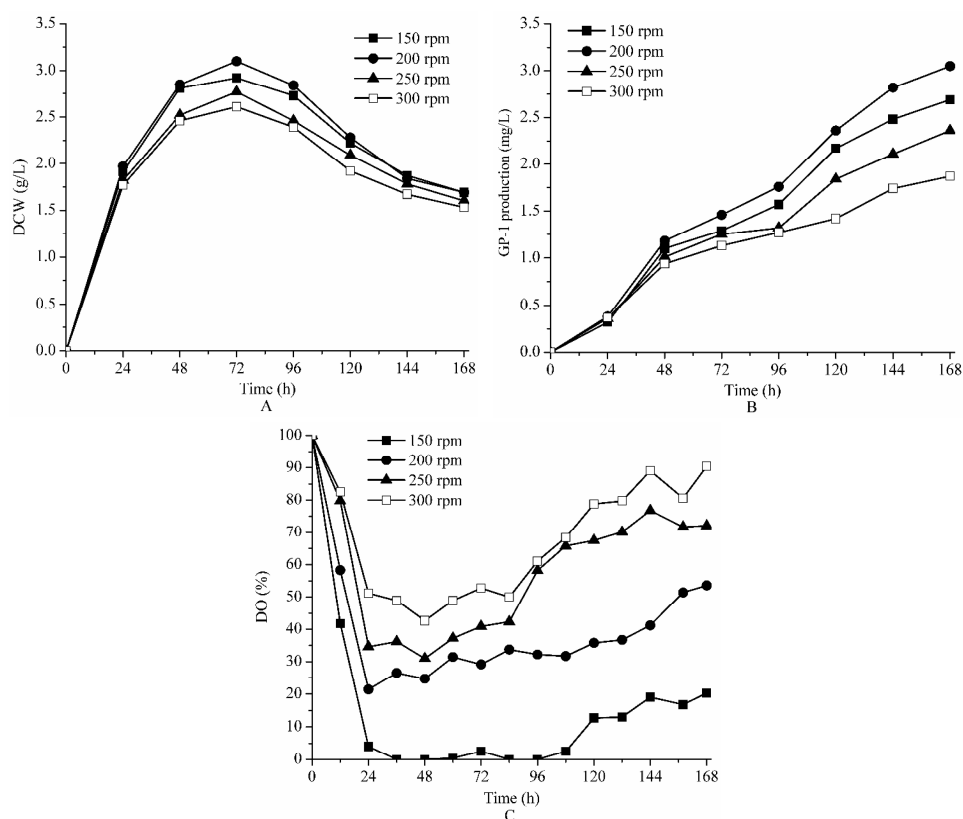 3.5
3.0
2.5
2.0
1.5
1.0
0.5
0.0
DCW (g/L)
150 rpm
200 rpm
250 rpm
300 rpm
0 24 48 72 96 120 144 168
Time (h)
A
3.5
3.0
2.5
2.0
1.5
1.0
0.5
0.0
GP-1 production (mg/L)
150 rpm
200 rpm
250 rpm
300 rpm
0 24 48 72 96 120 144 168
Time (h)
B
100
90
80
70
60
50
40
30
20
10
0
DO (%)
150 rpm
200 rpm
250 rpm
300 rpm
0 24 48 72 96 120 144 168
Time (h)
C